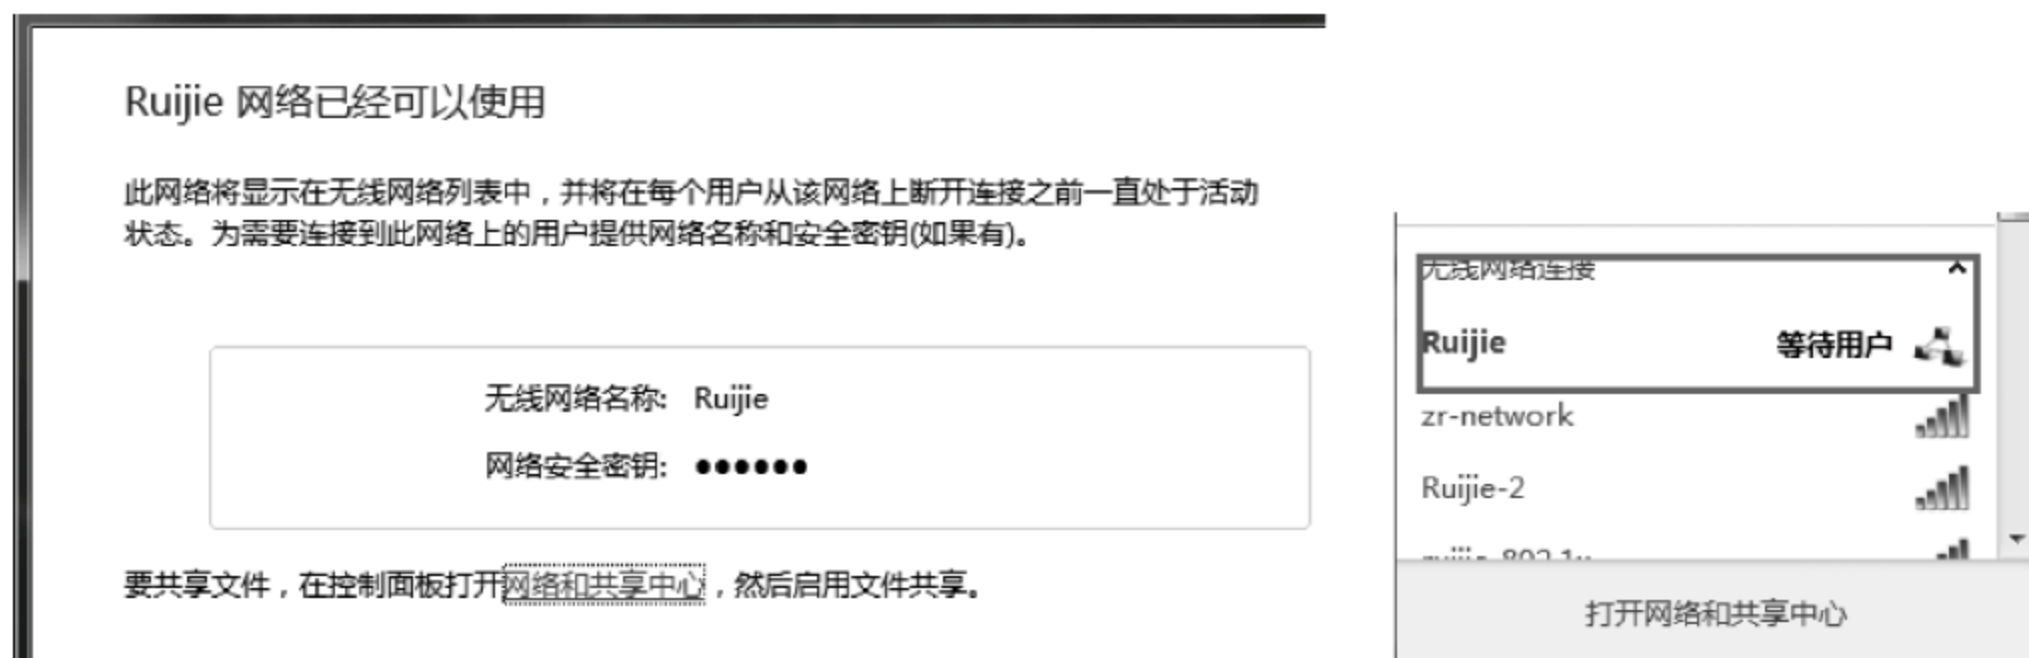 Ruijie 网络已经可以使用
此网络将显示在无线网络列表中，并将在每个用户从该网络上断开连接之前一直处于活动
状态。为需要连接到此网络上的用户提供网络名称和安全密钥(如果有)。
无线网络名称: Ruijie
网络安全密钥: ●●●●●●
要共享文件，在控制面板打开网络和共享中心，然后启用文件共享。
无线网络连接
Ruijie 等待用户
zr-network
Ruijie-2
打开网络和共享中心